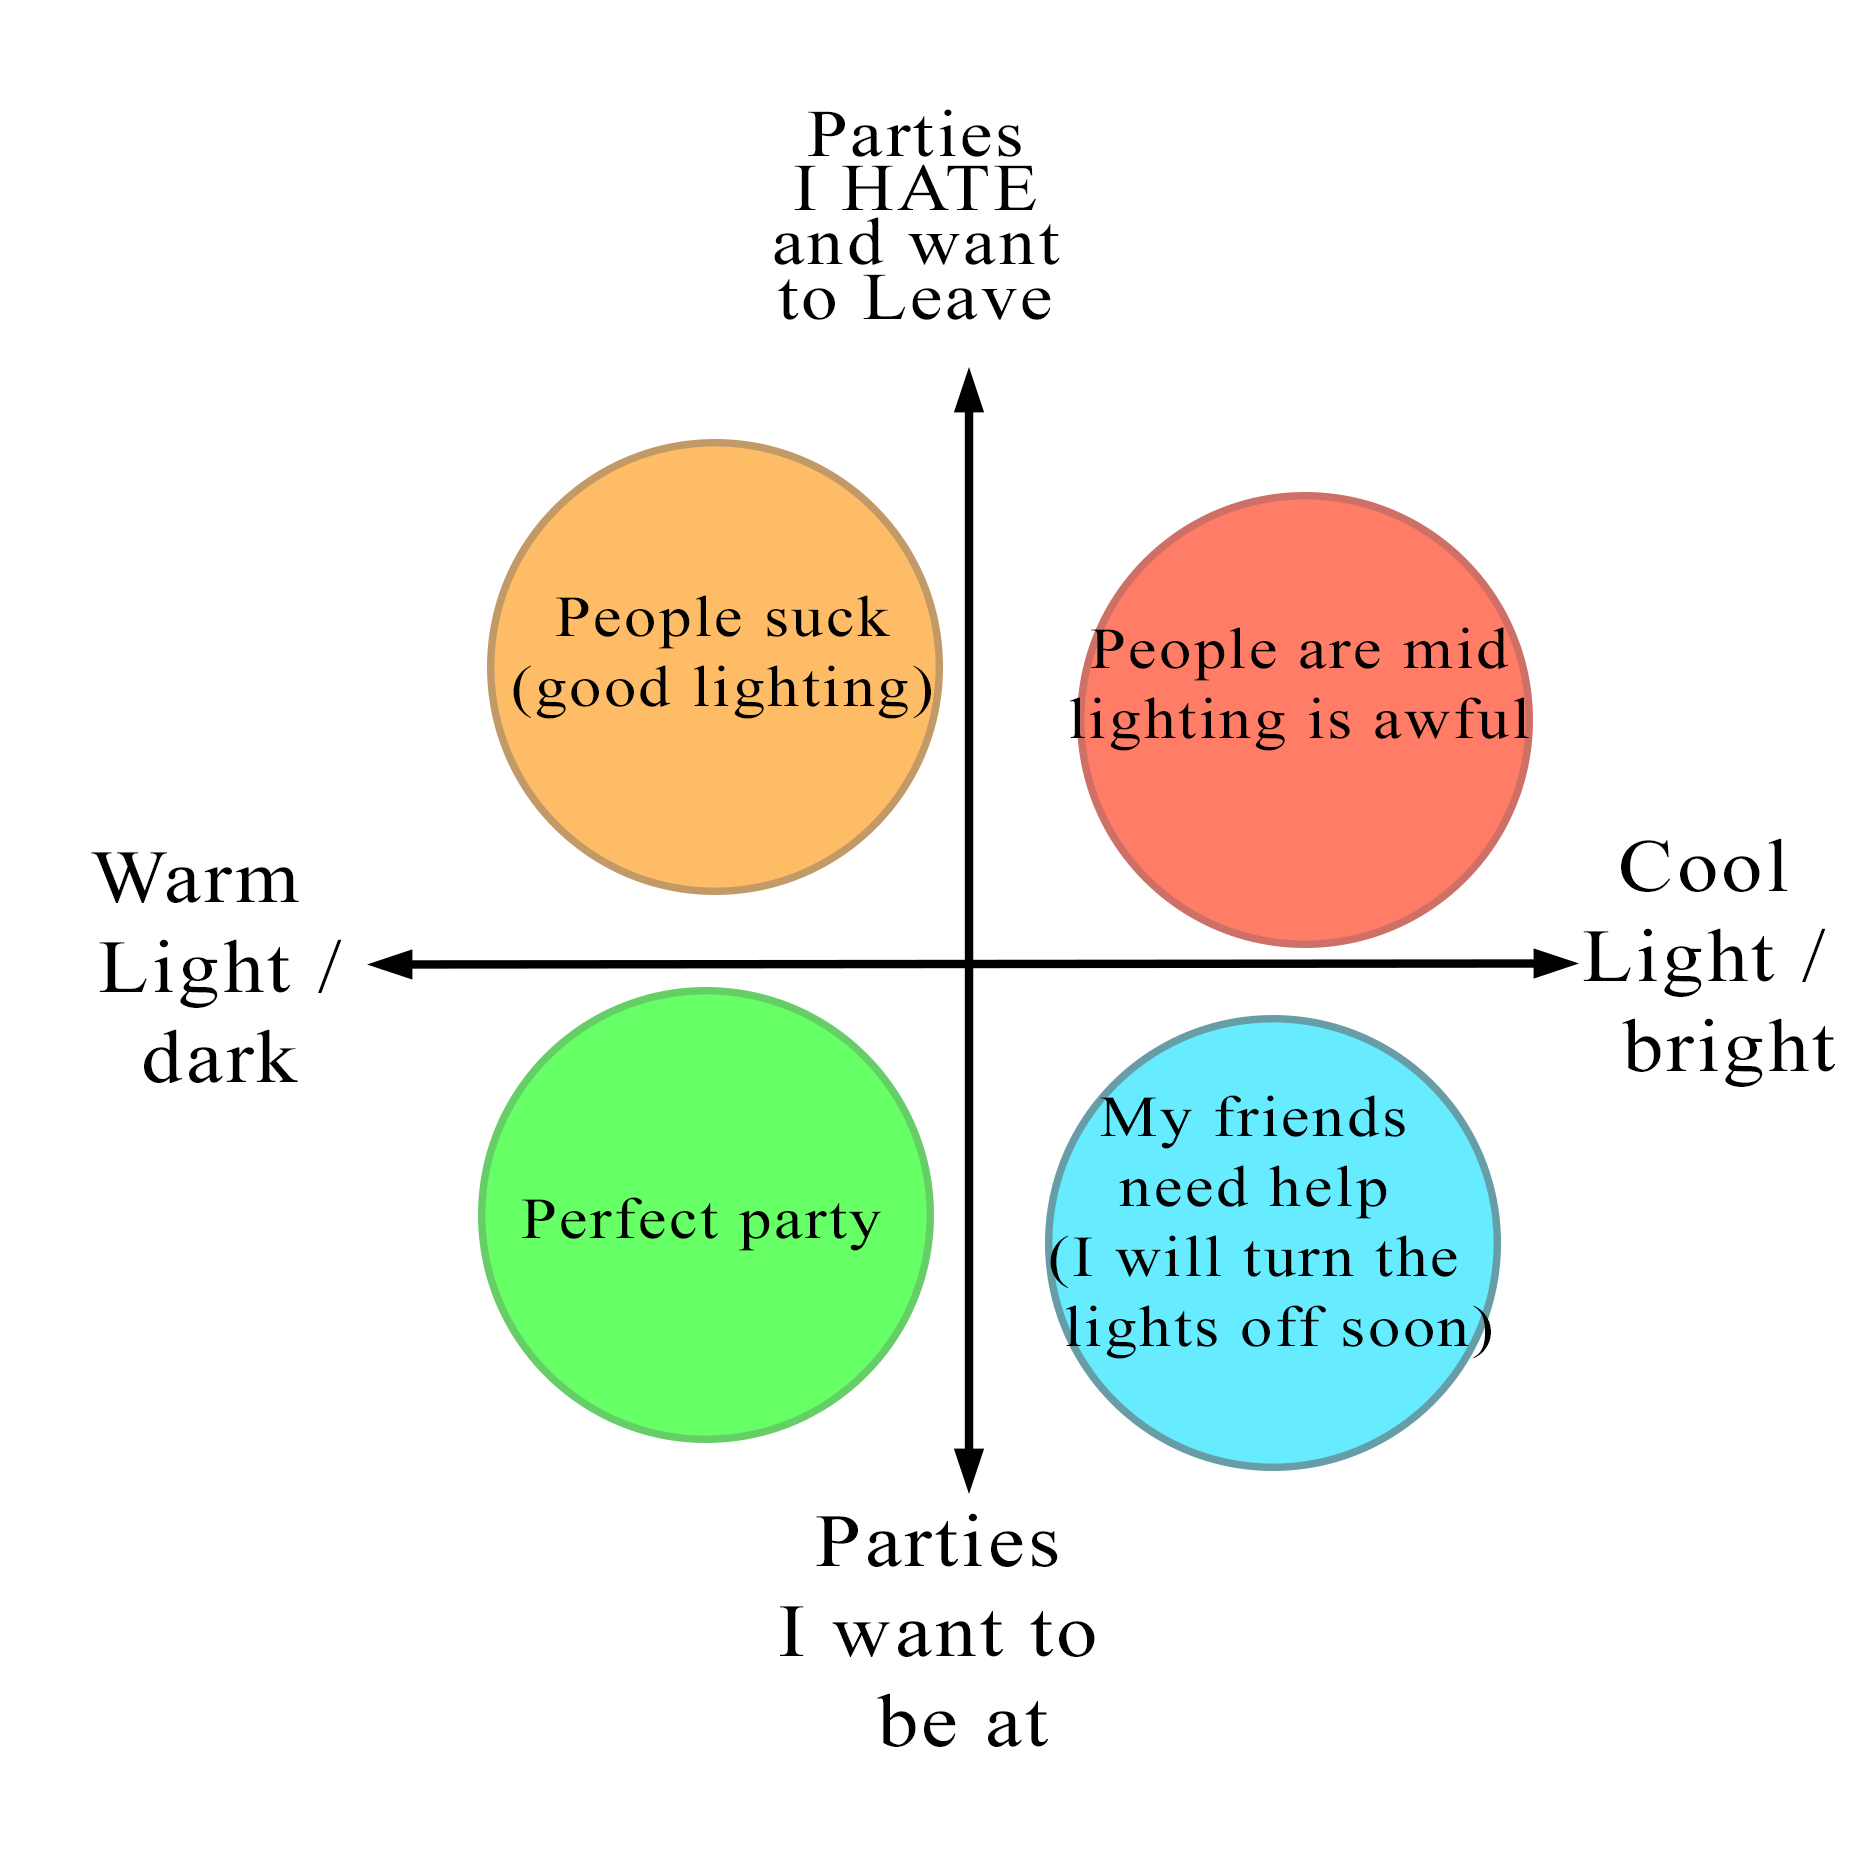 Parties
I HATE
and want
to Leave
People suck
(good lighting)
People are mid
lighting is awful
Warm
Light /
dark
Cool
Light /
bright
Perfect party
My friends
need help
(I will turn the
lights off soon)
Parties
I want to
be at